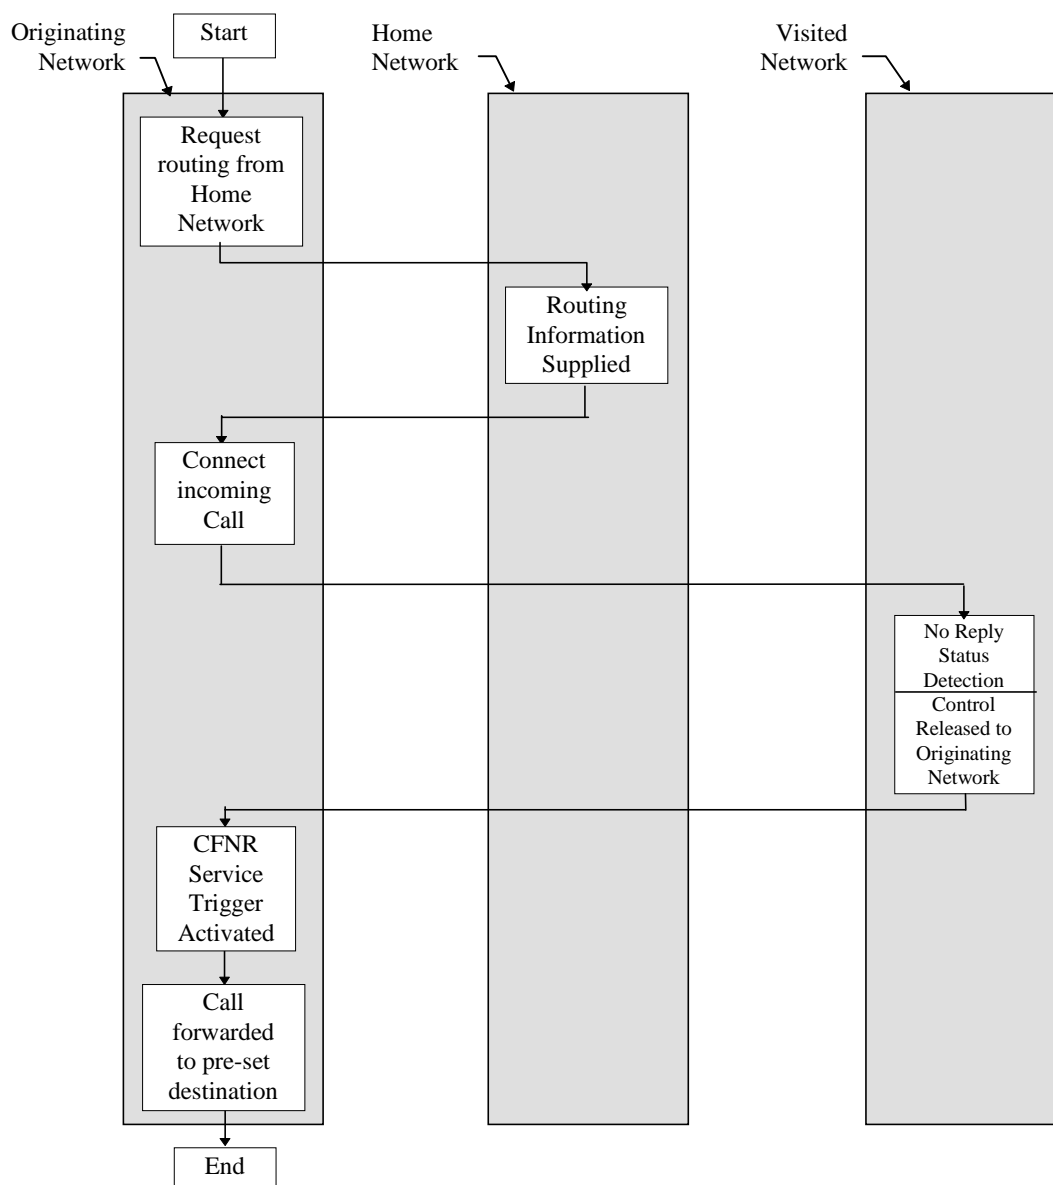 Originating
Network
Start
Home
Network
Visited
Network
Request
routing from
Home
Network
Routing
Information
Supplied
Connect
incoming
Call
No Reply
Status
Detection
Control
Released to
Originating
Network
CFNR
Service
Trigger
Activated
Call
forwarded
to pre-set
destination
End